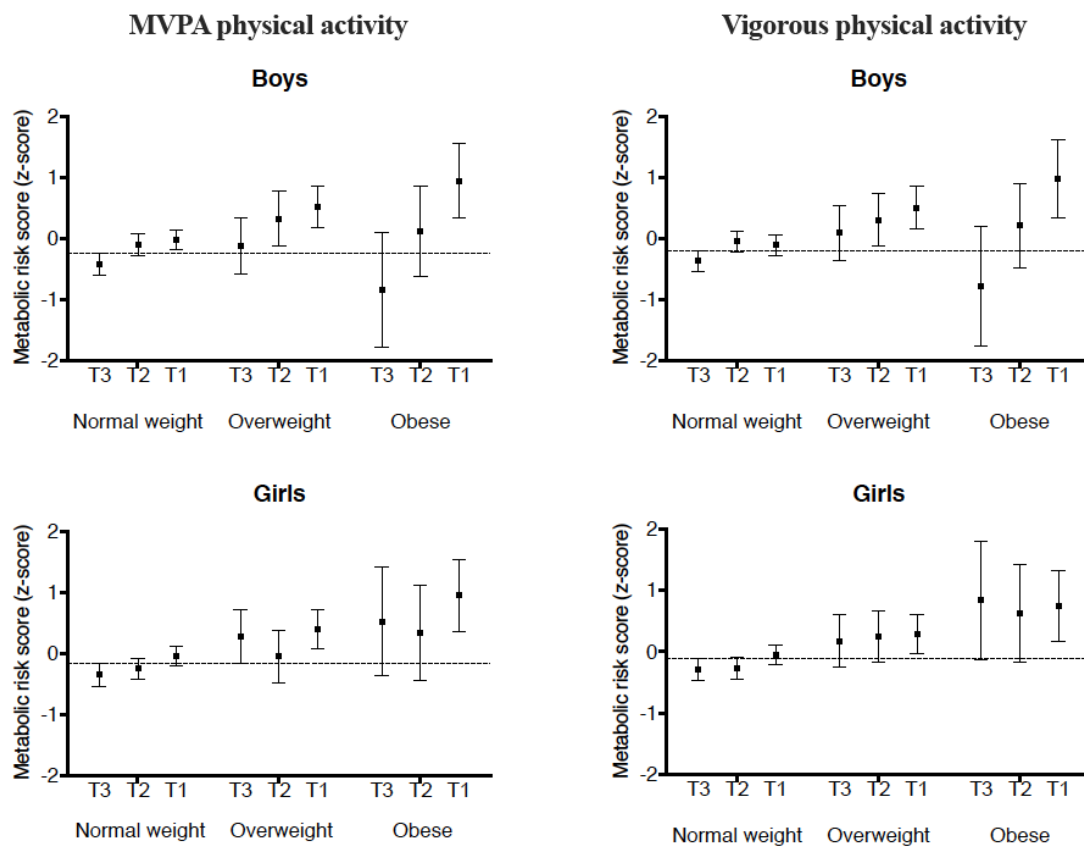 MVPA physical activity
Vigorous physical activity
Boys
Metabolic risk score (z-score)
2
1
0
-1
-2
T3 T2 T1 T3 T2 T1 T3 T2 T1
Normal weight Overweight Obese
Boys
Metabolic risk score (z-score)
2
1
0
-1
-2
T3 T2 T1 T3 T2 T1 T3 T2 T1
Normal weight Overweight Obese
Girls
Metabolic risk score (z-score)
2
1
0
-1
-2
T3 T2 T1 T3 T2 T1 T3 T2 T1
Normal weight Overweight Obese
Girls
Metabolic risk score (z-score)
2
1
0
-1
-2
T3 T2 T1 T3 T2 T1 T3 T2 T1
Normal weight Overweight Obese